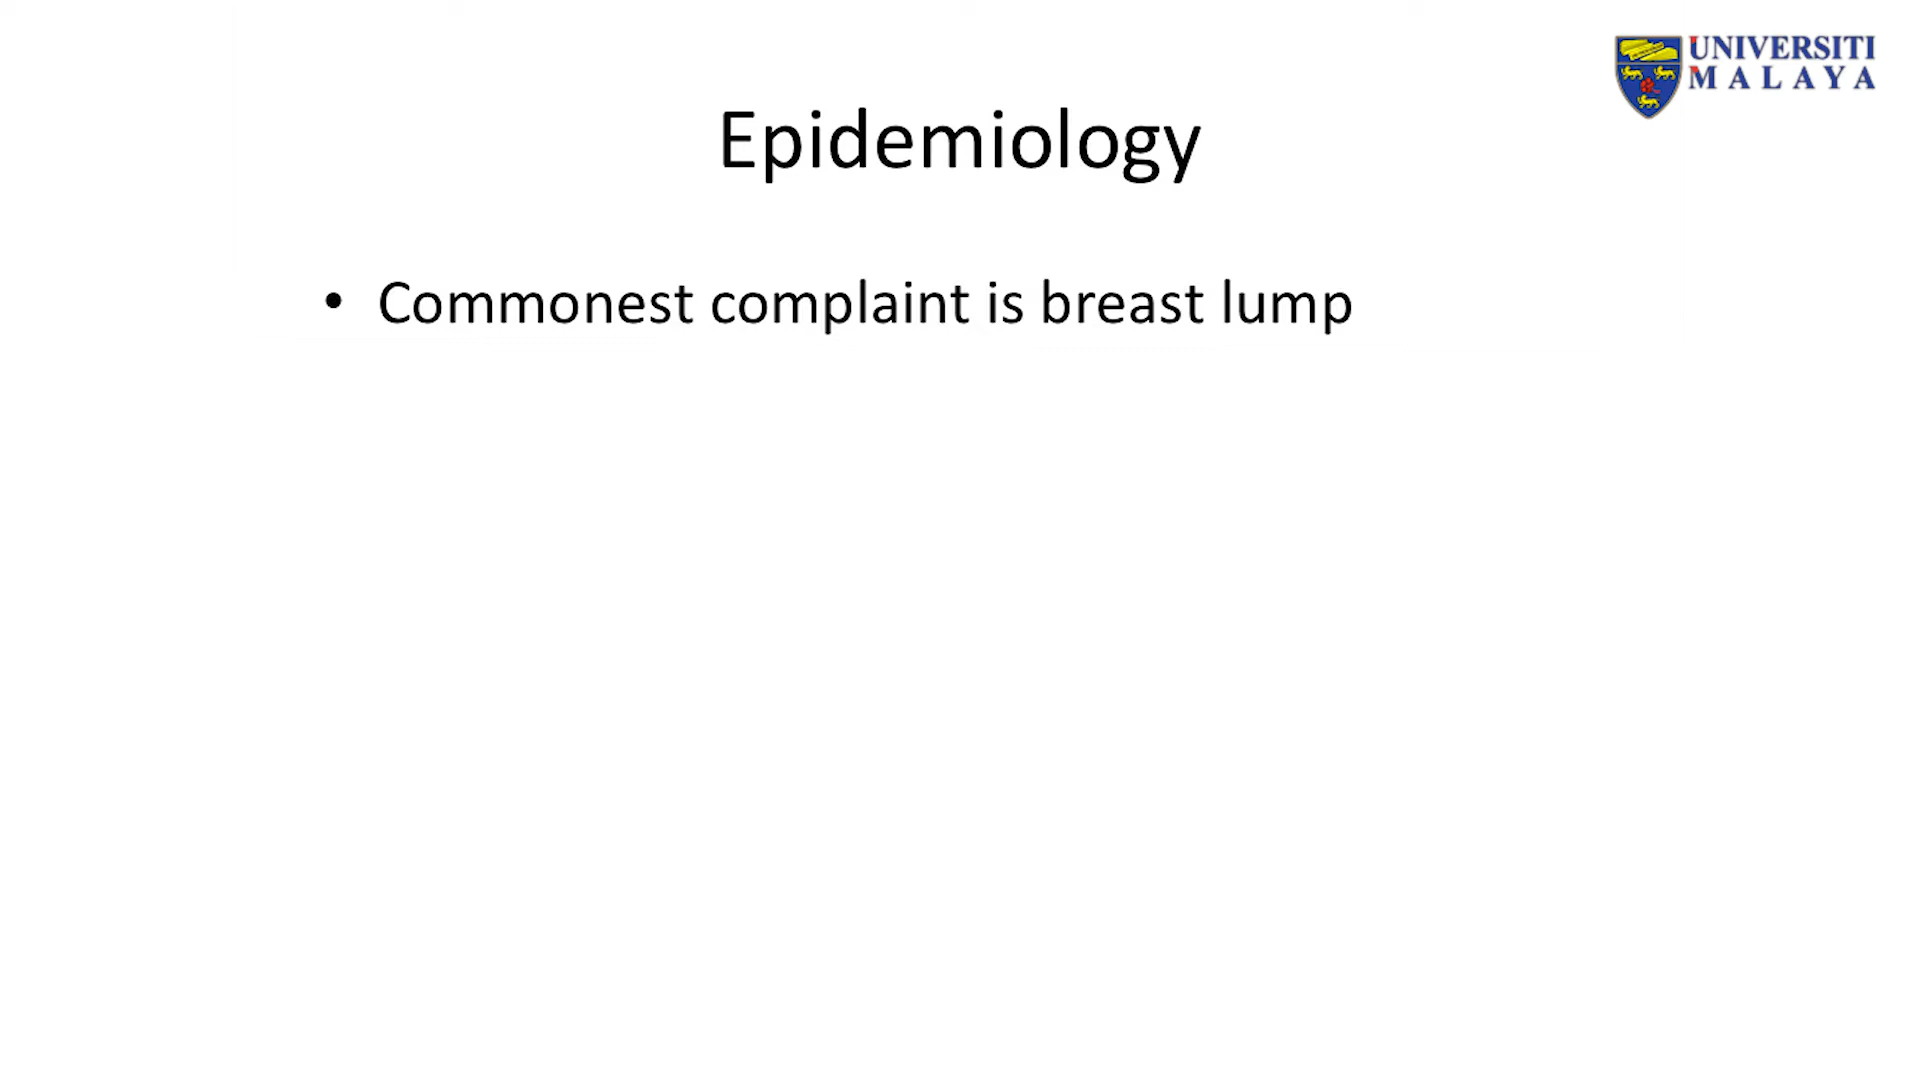 UNIVERSITI
MALAYA
Epidemiology
• Commonest complaint is breast lump